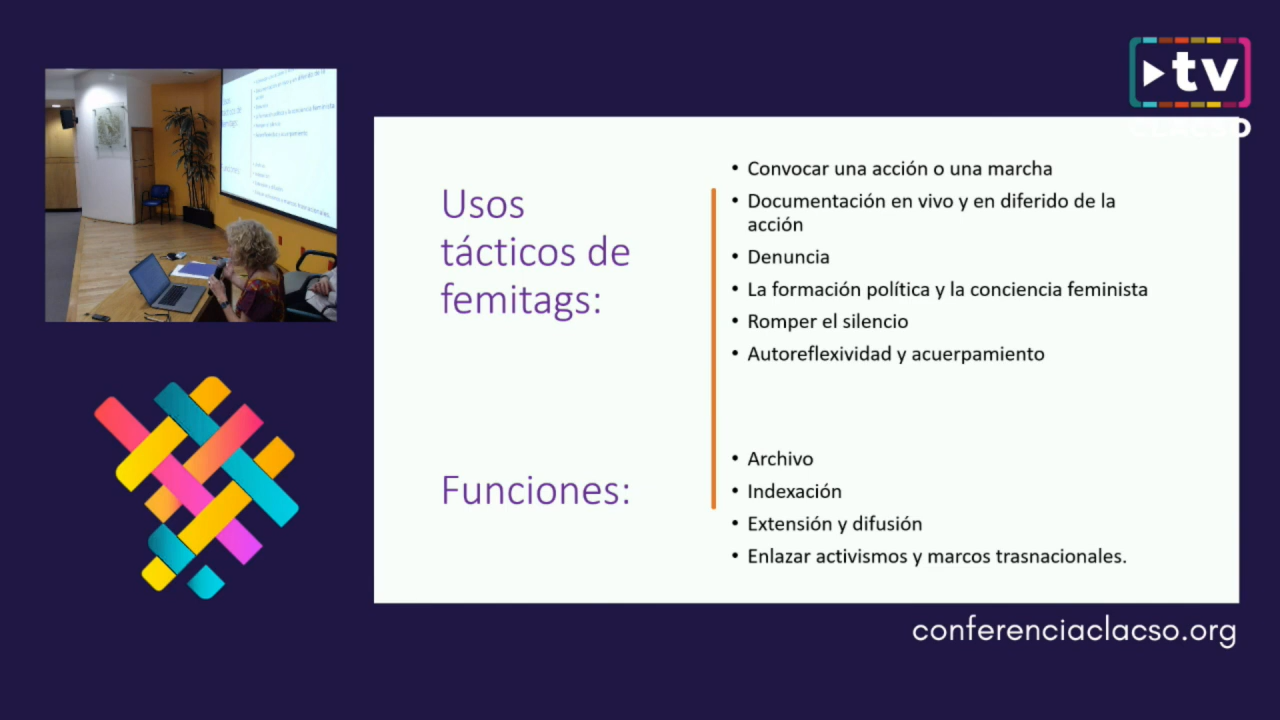 tv
CLACSO
Usos
tácticos de
femitags:
• Convocar una acción o una marcha
• Documentación en vivo y en diferido de la
acción
• Denuncia
• La formación política y la conciencia feminista
• Romper el silencio
• Autoreflexividad y acuerpamiento
Funciones:
• Archivo
• Indexación
• Extensión y difusión
• Enlazar activismos y marcos trasnacionales.
conferenciaclacso.org